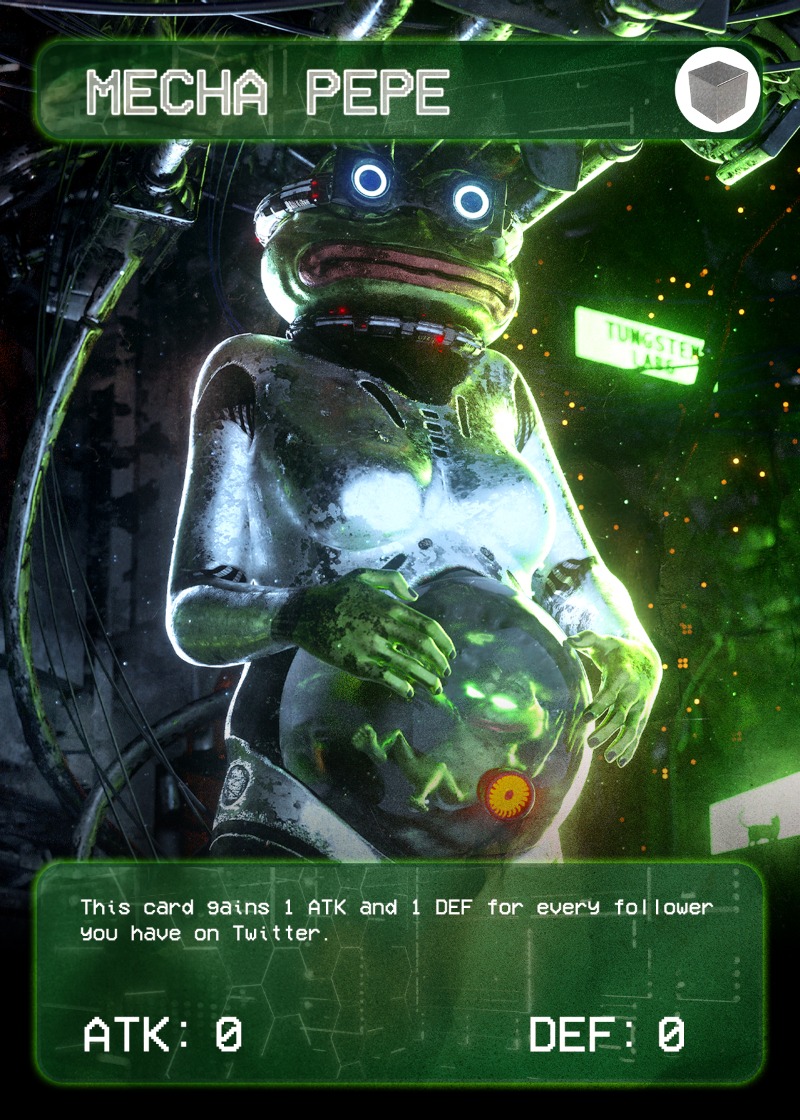 MECHA PEPE
TUNGSTEN
LABS
This card gains 1 ATK and 1 DEF for every follower
you have on Twitter.
ATK: 0
DEF: 0